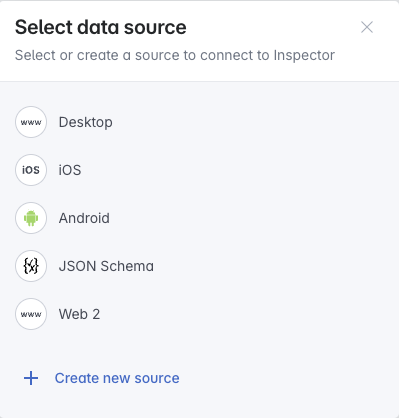 Select data source
Select or create a source to connect to Inspector
www Desktop
iOS iOS
Android
{x} JSON Schema
www Web 2
+ Create new source